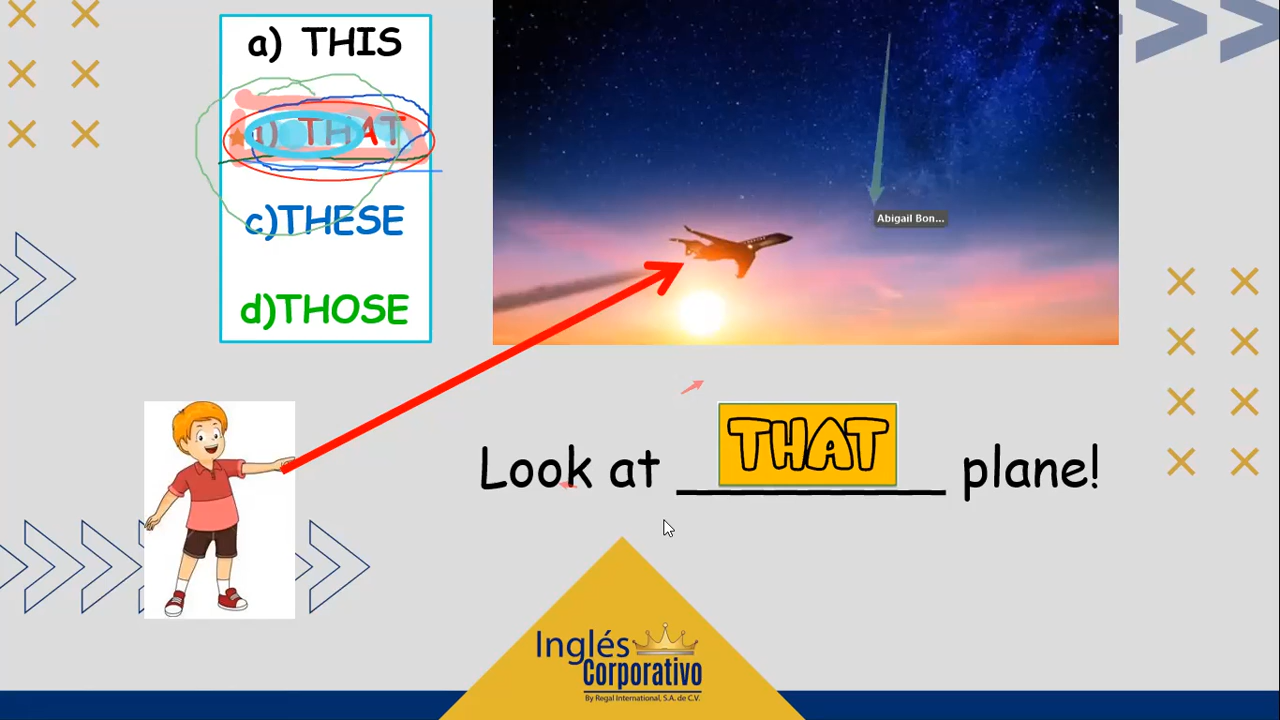 a) THIS
b) THAT
c)THESE
d)THOSE
Abigail Bon...
Look at THAT plane!
Inglés
Corporativo
By Regal International, S.A. de C.V.